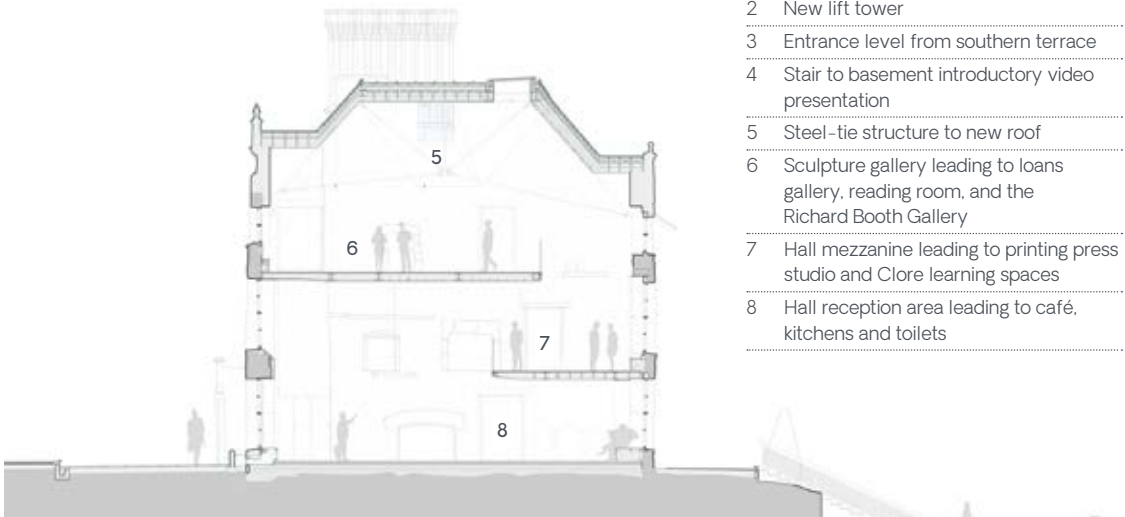 2 New lift tower
3 Entrance level from southern terrace
4 Stair to basement introductory video
presentation
5 Steel-tie structure to new roof
6 Sculpture gallery leading to loans
gallery, reading room, and the
Richard Booth Gallery
7 Hall mezzanine leading to printing press
studio and Clore learning spaces
8 Hall reception area leading to café,
kitchens and toilets
5
6
7
8